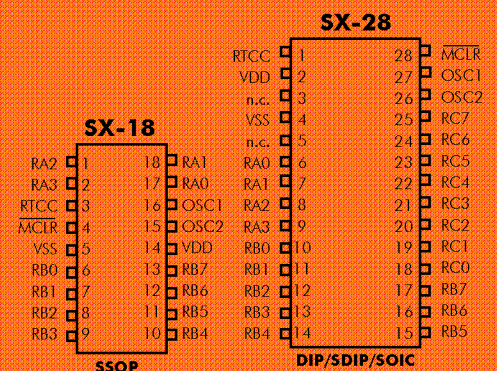 SX-18
RA2 1 18 RA1
RA3 2 17 RA0
RTCC 3 16 OSC1
MCLR 4 15 OSC2
VSS 5 14 VDD
RB0 6 13 RB7
RB1 7 12 RB6
RB2 8 11 RB5
RB3 9 10 RB4
SSOP
SX-28
RTCC 1 28 MCLR
VDD 2 27 OSC1
n.c. 3 26 OSC2
VSS 4 25 RC7
n.c. 5 24 RC6
RA0 6 23 RC5
RA1 7 22 RC4
RA2 8 21 RC3
RA3 9 20 RC2
RB0 10 19 RC1
RB1 11 18 RC0
RB2 12 17 RB7
RB3 13 16 RB6
RB4 14 15 RB5
DIP/SDIP/SOIC